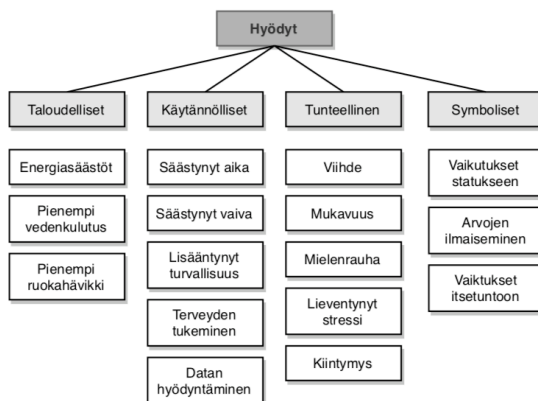 Hyödyt
Taloudelliset
Käytännölliset
Tunteellinen
Symboliset
Energiasäästöt
Pienempi
vedenkulutus
Pienempi
ruokahävikki
Säästynyt aika
Säästynyt vaiva
Lisääntynyt
turvallisuus
Terveyden
tukeminen
Datan
hyödyntäminen
Viihde
Mukavuus
Mielenrauha
Lieventynyt
stressi
Kiintymys
Vaikutukset
statukseen
Arvojen
ilmaiseminen
Vaiktukset
itsetuntoon